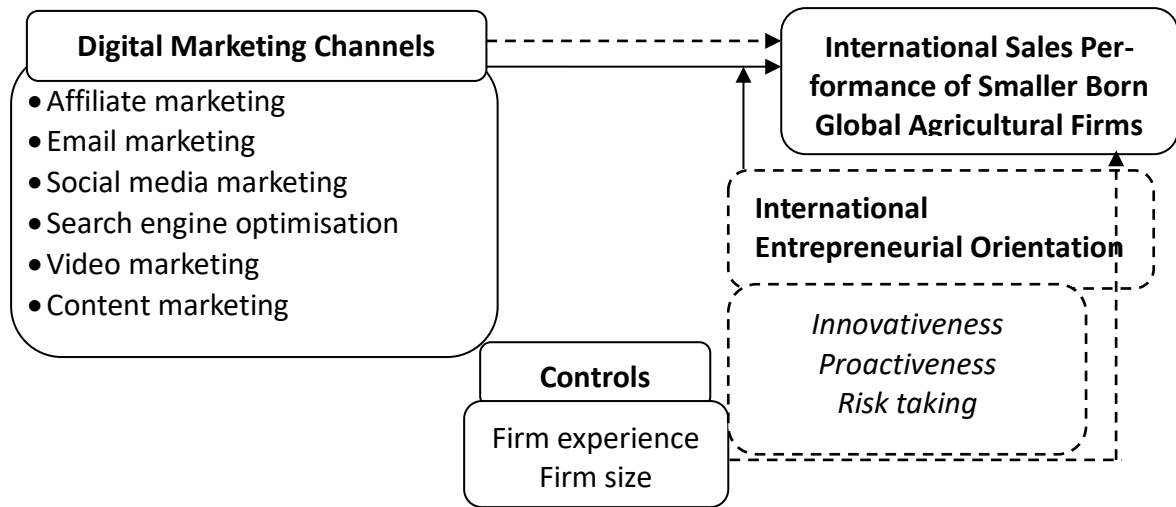 Digital Marketing Channels
• Affiliate marketing
• Email marketing
• Social media marketing
• Search engine optimisation
• Video marketing
• Content marketing
International Sales Per-
formance of Smaller Born
Global Agricultural Firms
International
Entrepreneurial Orientation
Innovativeness
Proactiveness
Risk taking
Controls
Firm experience
Firm size